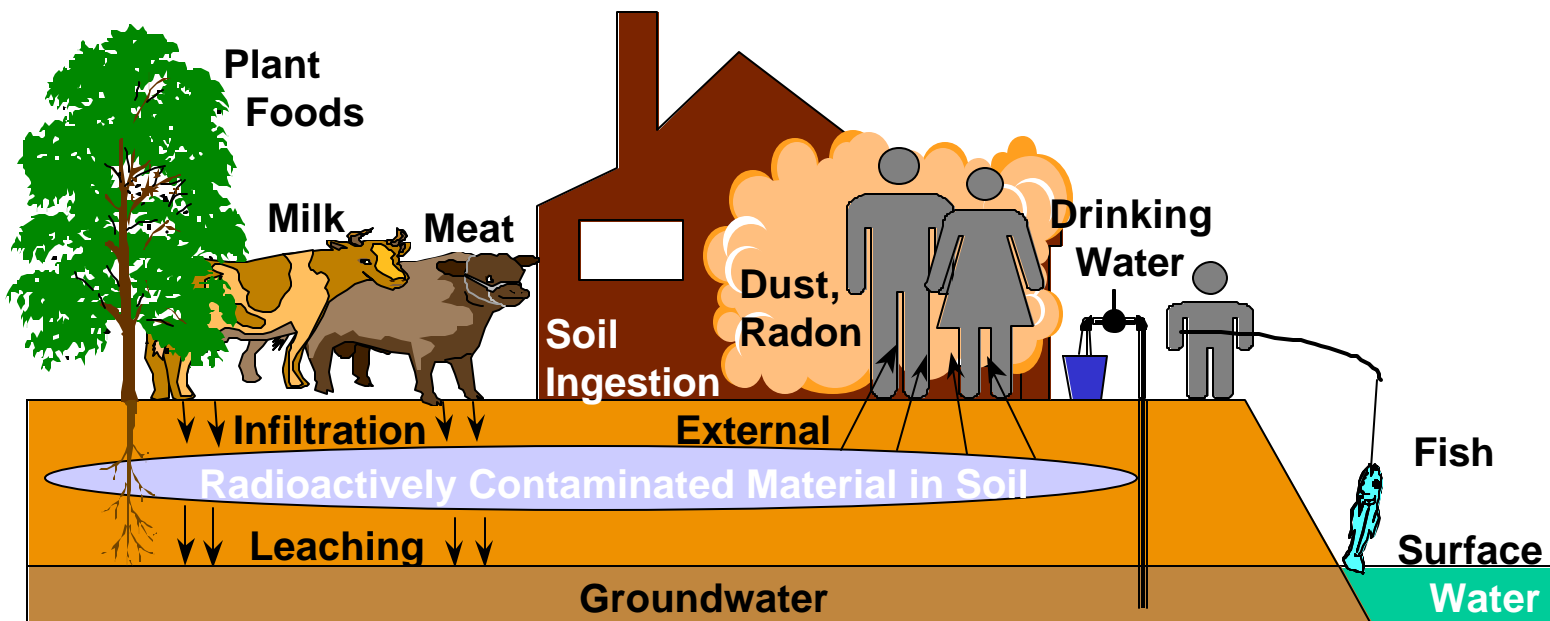 Plant
Foods
Milk
Meat
Drinking
Water
Dust,
Radon
Soil
Ingestion
Infiltration
External
Radioactively Contaminated Material in Soil
Leaching
Fish
Surface
Water
Groundwater